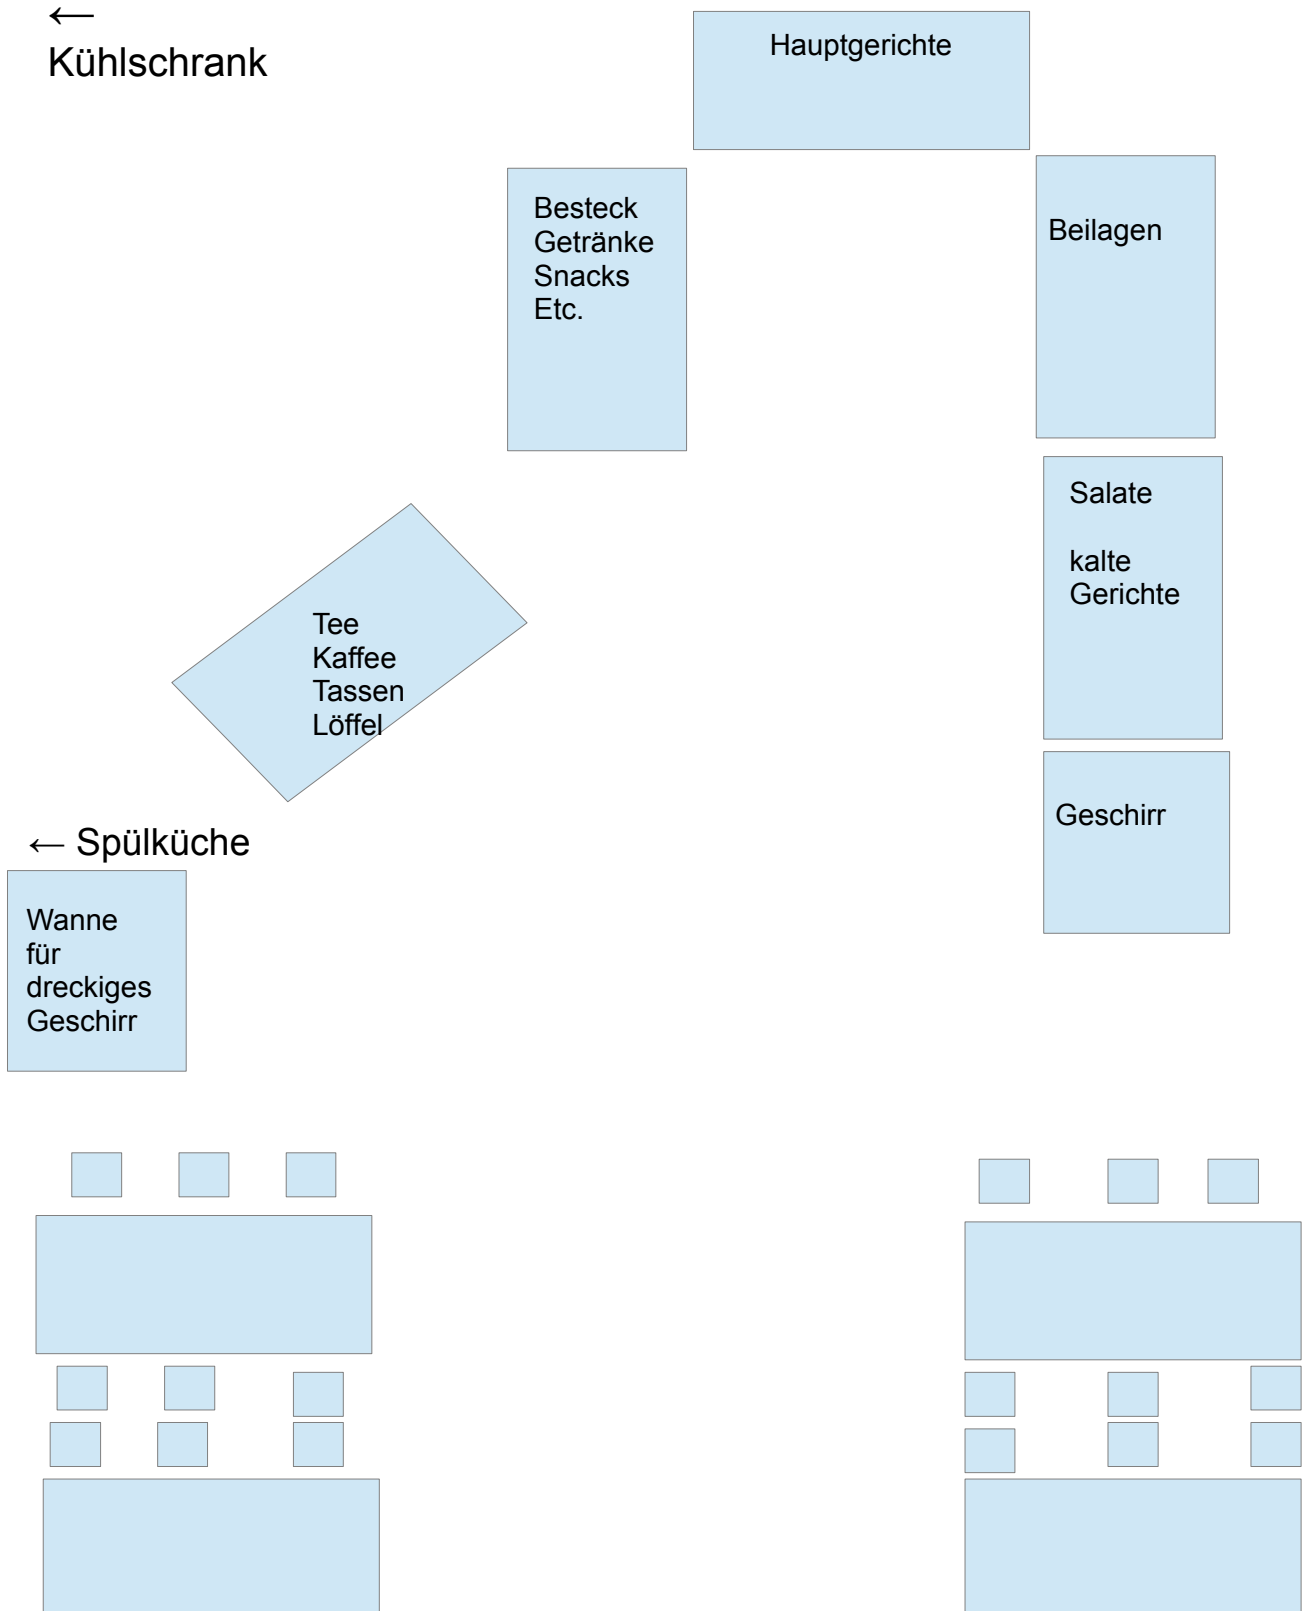 ←
Kühlschrank
Hauptgerichte
Besteck
Getränke
Snacks
Etc.
Beilagen
Salate
kalte
Gerichte
Tee
Kaffee
Tassen
Löffel
Geschirr
← Spülküche
Wanne
für
dreckiges
Geschirr